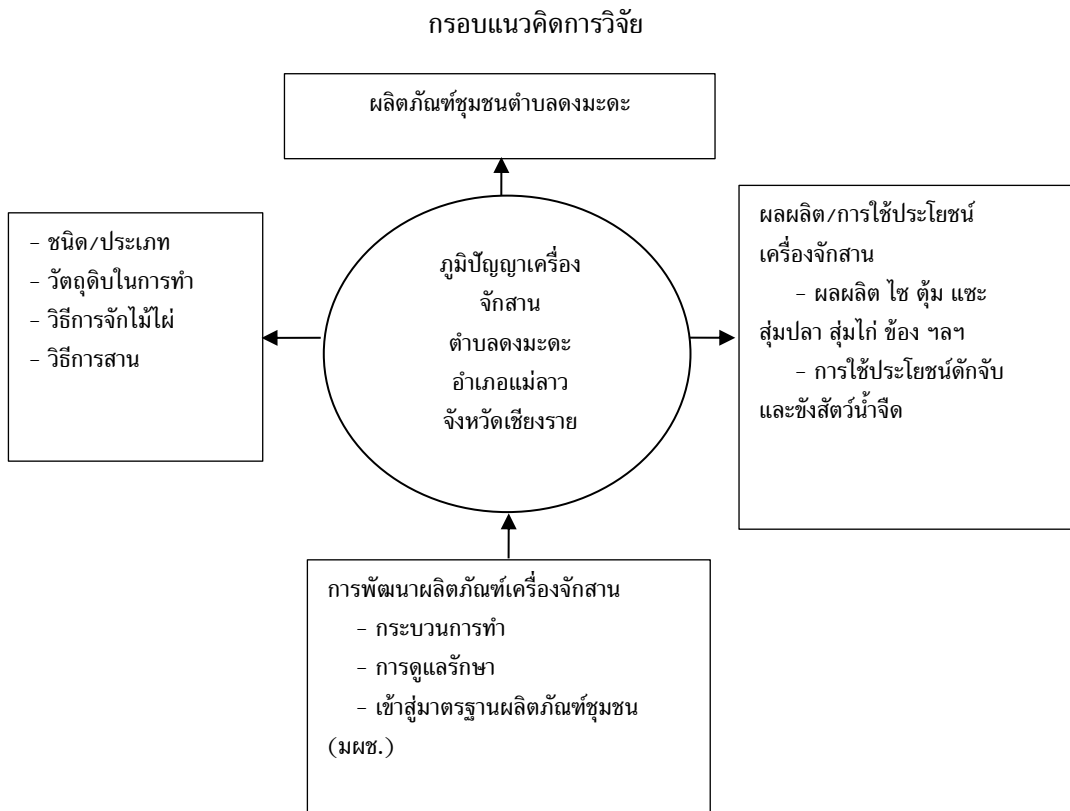 กรอบแนวคิดการวิจัย
ผลิตภัณฑ์ชุมชนตำบลดงมะดะ
- ชนิด/ประเภท
- วัตถุดิบในการทำ
- วิธีการจักไม้ไผ่
- วิธีการสาน
ภูมิปัญญาเครื่อง
จักสาน
ตำบลดงมะดะ
อำเภอแม่ลาว
จังหวัดเชียงราย
ผลผลิต/การใช้ประโยชน์
เครื่องจักสาน
- ผลผลิต ไซ ตุ้ม แซะ
สุ่มปลา สุ่มไก่ ข้อง ฯลฯ
- การใช้ประโยชน์ดักจับ
และขังสัตว์น้ำจืด
การพัฒนาผลิตภัณฑ์เครื่องจักสาน
- กระบวนการทำ
- การดูแลรักษา
- เข้าสู่มาตรฐานผลิตภัณฑ์ชุมชน
(มผช.)